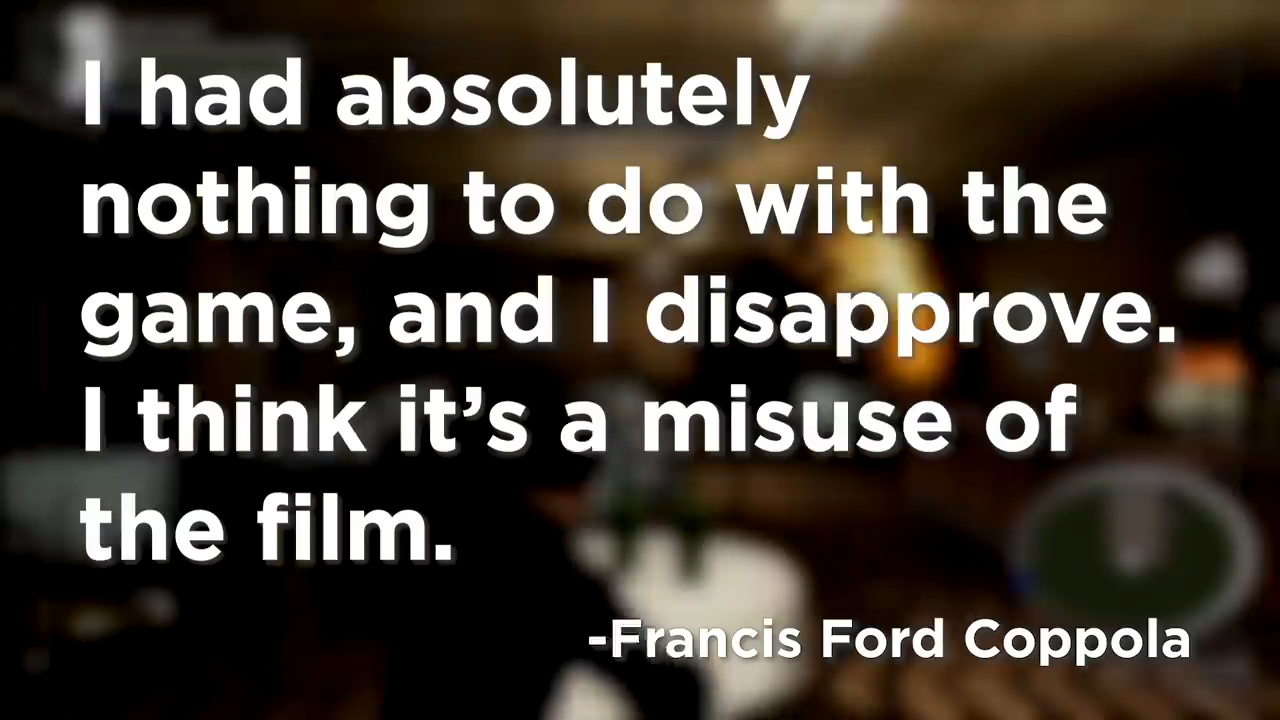 I had absolutely
nothing to do with the
game, and I disapprove.
I think it’s a misuse of
the film.
-Francis Ford Coppola